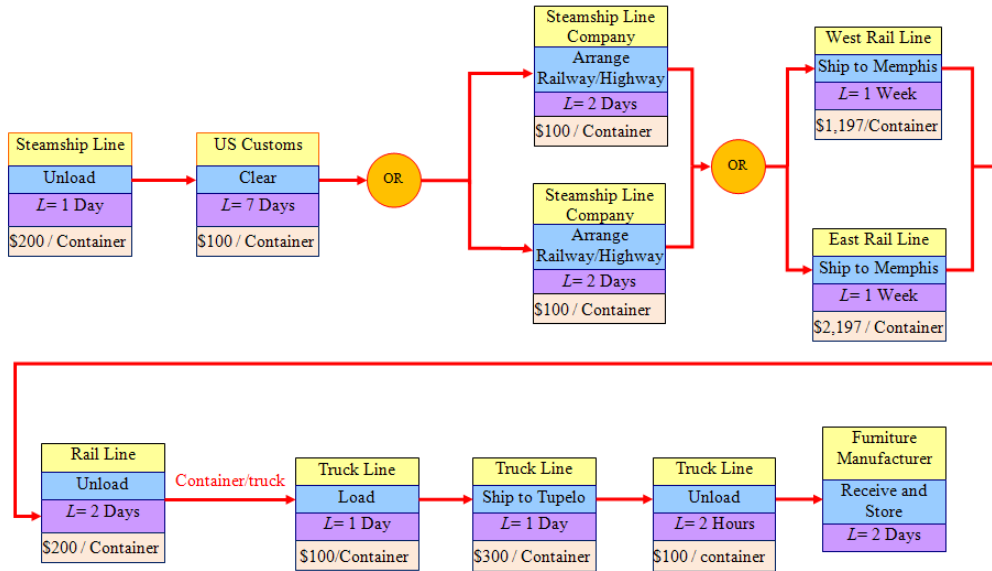 Steamship Line
Unload
L= 1 Day
$200 / Container
US Customs
Clear
L= 7 Days
$100 / Container
OR
Steamship Line
Company
Arrange
Railway/Highway
L= 2 Days
$100 / Container
Steamship Line
Company
Arrange
Railway/Highway
L= 2 Days
$100 / Container
OR
West Rail Line
Ship to Memphis
L= 1 Week
$1,197/Container
East Rail Line
Ship to Memphis
L= 1 Week
$2,197 / Container
Rail Line
Unload
L= 2 Days
$200 / Container
Container/truck
Truck Line
Load
L= 1 Day
$100/Container
Truck Line
Ship to Tupelo
L= 1 Day
$300 / Container
Truck Line
Unload
L= 2 Hours
$100 / container
Furniture
Manufacturer
Receive and
Store
L= 2 Days